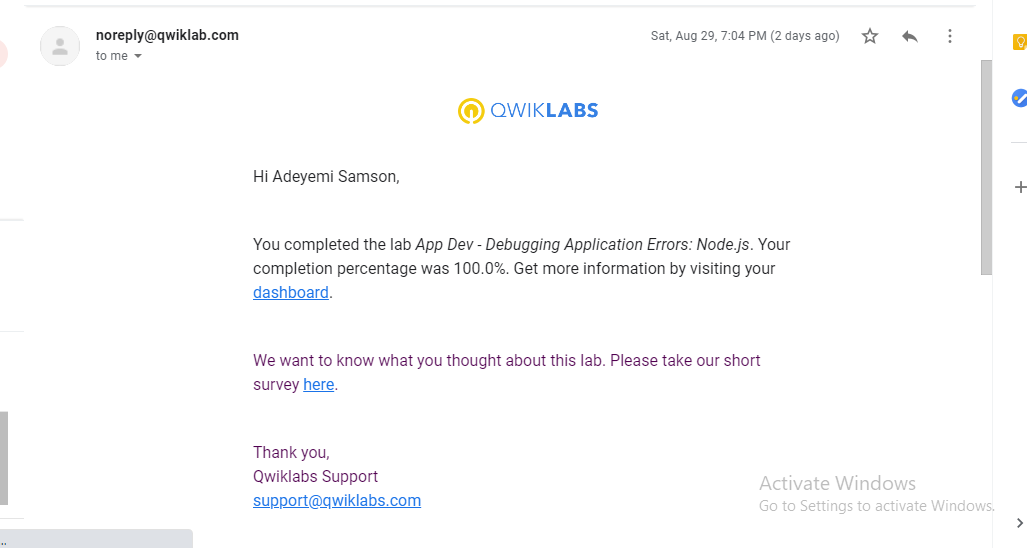 noreply@qwiklab.com
Sat, Aug 29, 7:04 PM (2 days ago)
to me
QWIKLABS
Hi Adeyemi Samson,
You completed the lab App Dev - Debugging Application Errors: Node.js. Your
completion percentage was 100.0%. Get more information by visiting your
dashboard.
We want to know what you thought about this lab. Please take our short
survey here.
Thank you,
Qwiklabs Support
support@qwiklabs.com
Activate Windows
Go to Settings to activate Windows.
...